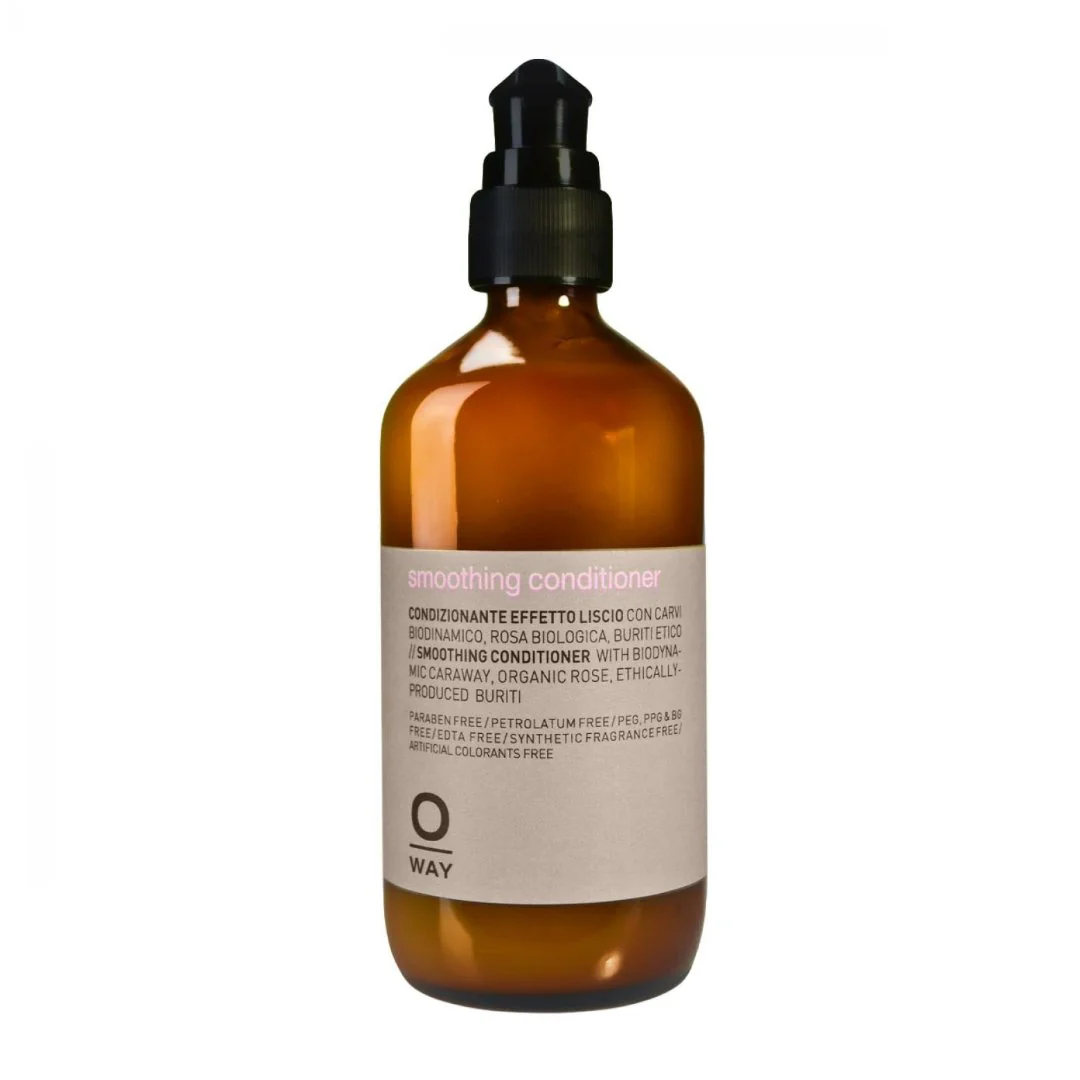 smoothing conditioner
CONDIZIONANTE EFFETTO LISCIO CON CARVI
BIODINAMICO, ROSA BIOLOGICA, BURITI ETICO
// SMOOTHING CONDITIONER WITH BIODYNA-
MIC CARAWAY, ORGANIC ROSE, ETHICALLY-
PRODUCED BURITI
PARABEN FREE / PETROLATUM FREE / PEG, PPG & BG
FREE / EDTA FREE / SYNTHETIC FRAGRANCE FREE /
ARTIFICIAL COLORANTS FREE
O
WAY